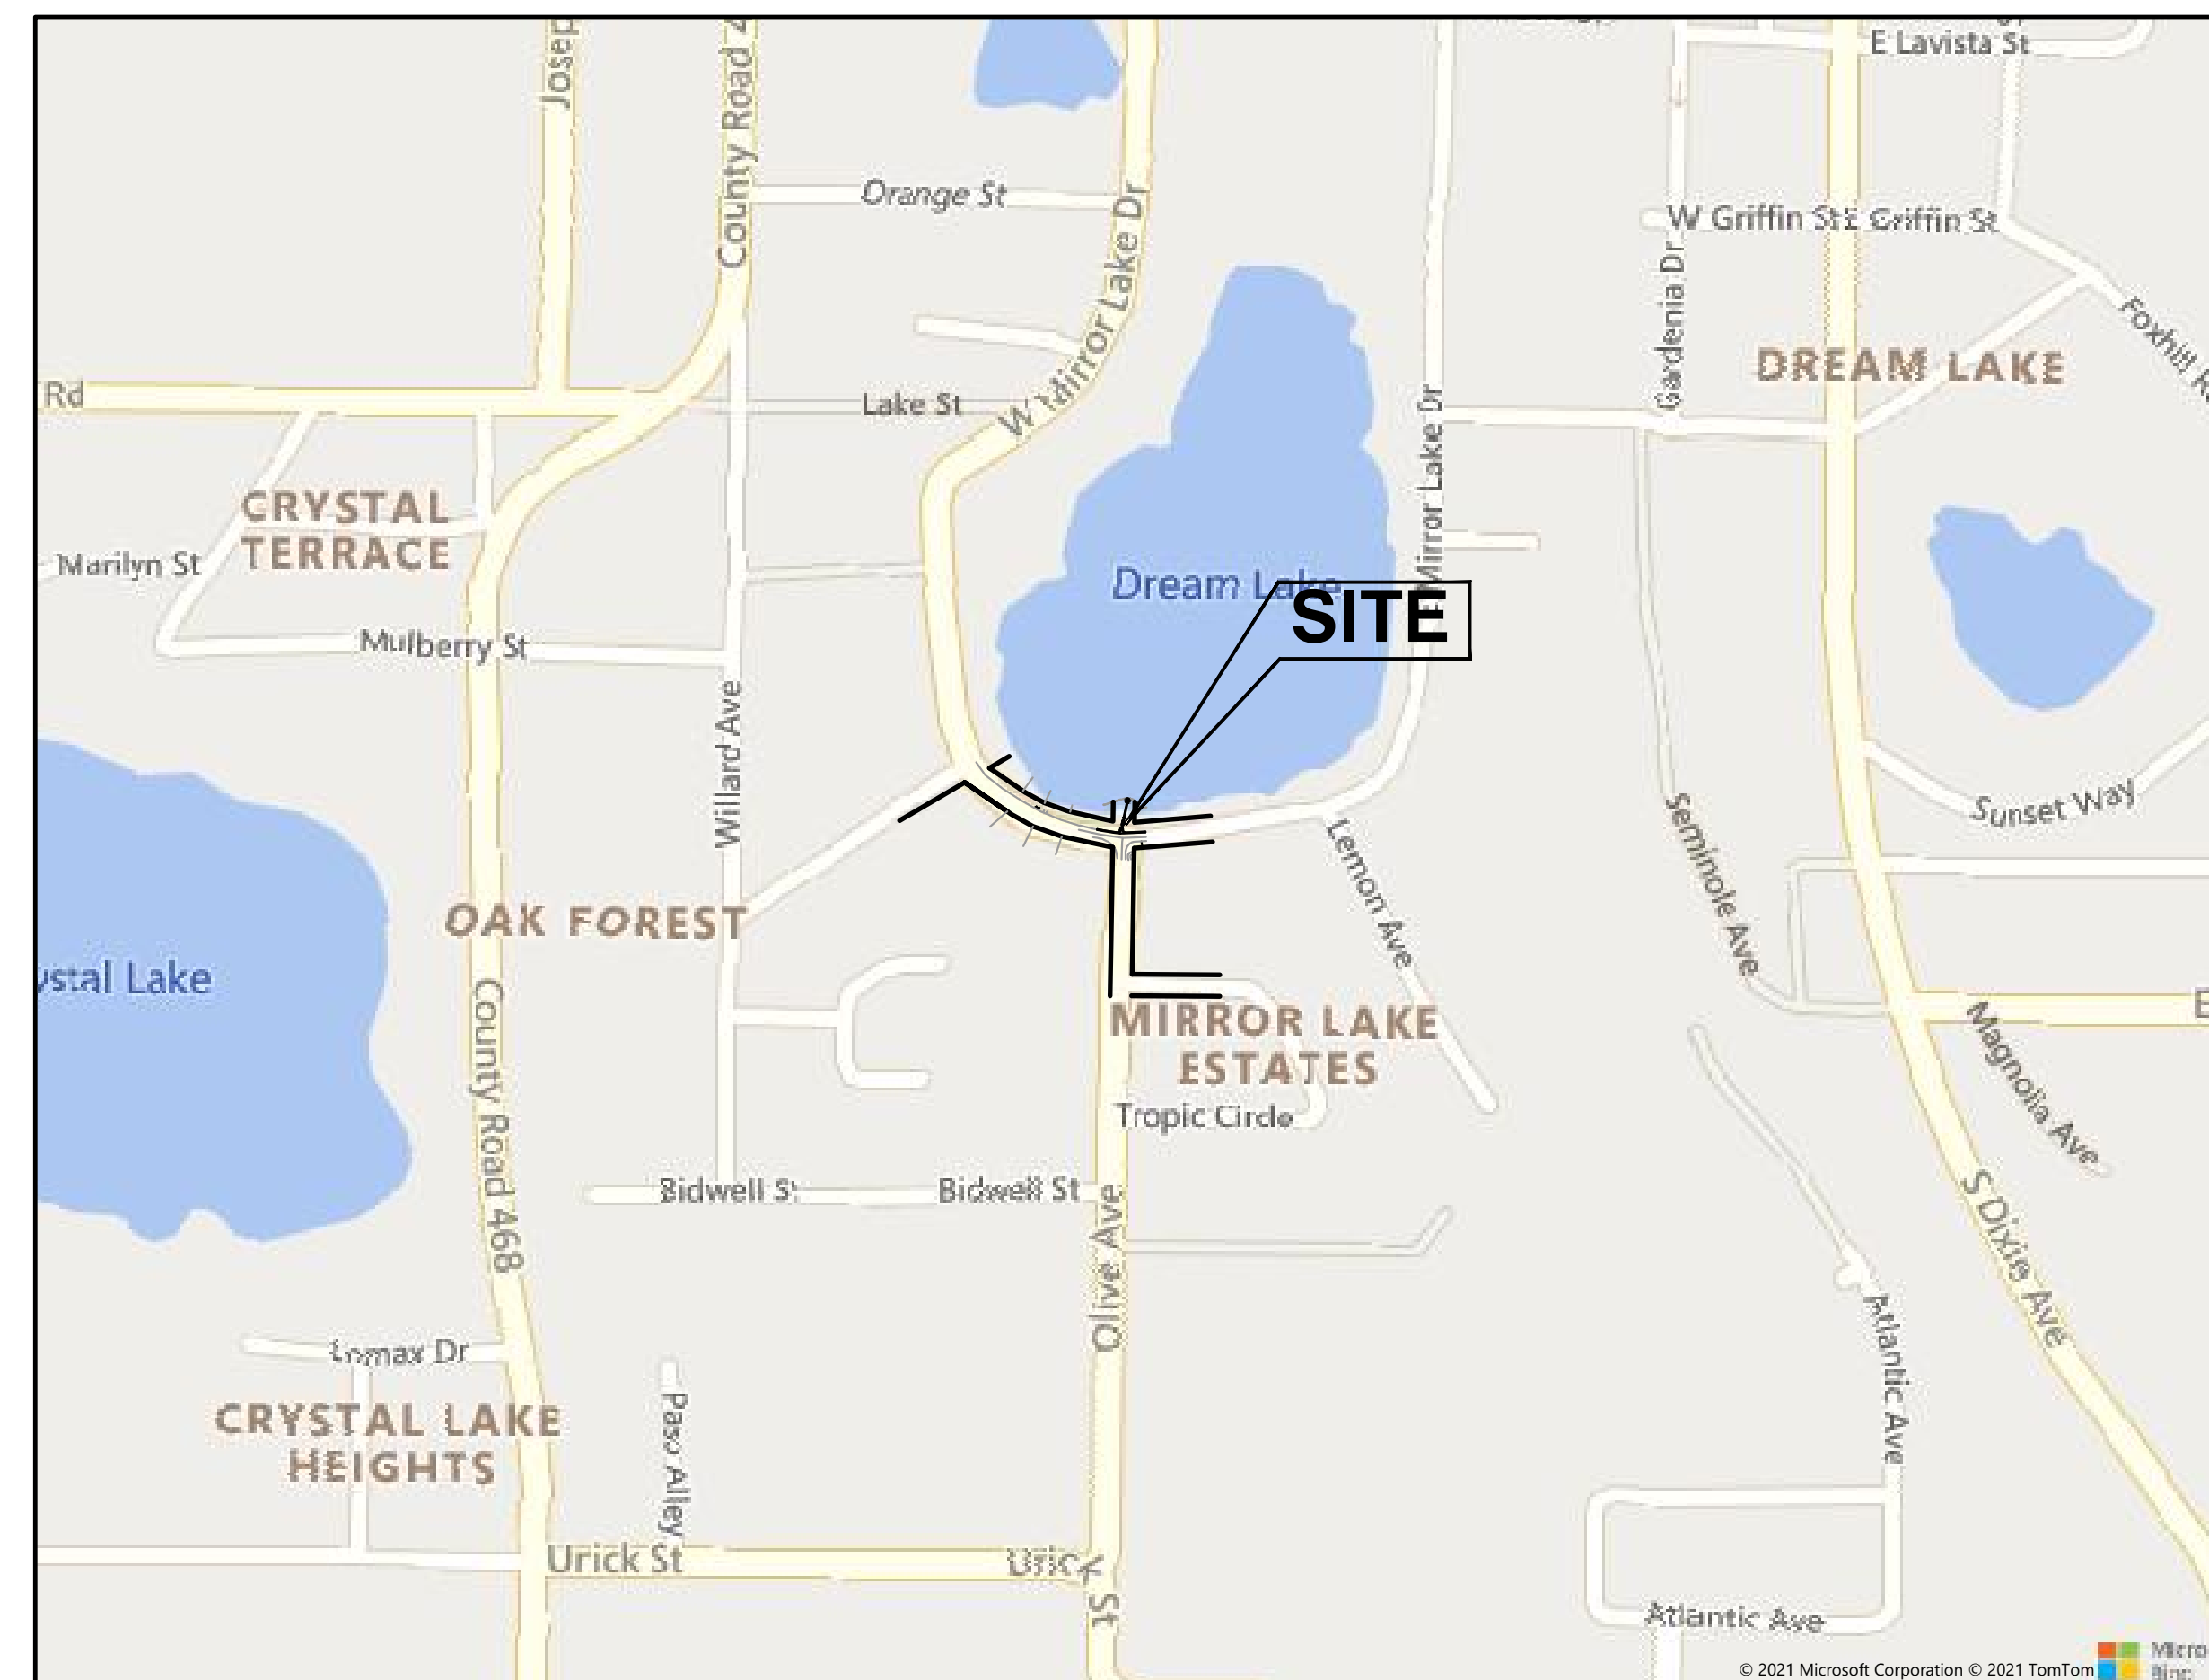 E Lavista St
County Road 4
Orange St
W Griffin St
E Griffin St
W Mirror Lake Dr
Gardenia Dr
Foxhill R
DREAM LAKE
Rd
Lake St
Mirror Lake Dr
CRYSTAL
TERRACE
Marilyn St
Dream Lake
SITE
Mulberry St
Willard Ave
Sunset Way
Lemon Ave
Seminole Ave
OAK FOREST
ystal Lake
County Road 468
MIRROR LAKE
ESTATES
Magnolia Ave
E
Tropic Circle
Bidwell St
Bidwell St
Olive Ave
S Dixie Ave
Lomax Dr
Atlantic Ave
CRYSTAL LAKE
HEIGHTS
Paso Alley
Urick St
Urick St
Atlantic Ave
© 2021 Microsoft Corporation © 2021 TomTom
Micro